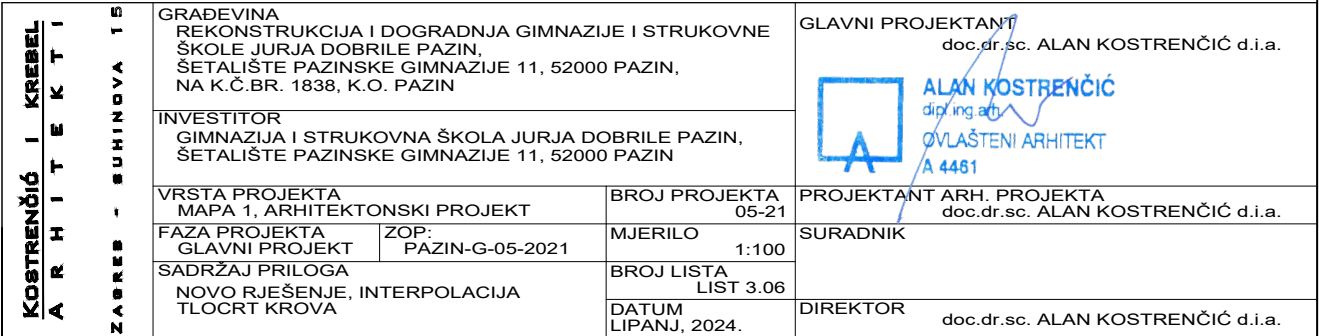 KOSTRENČIĆ I KREBEL
ARHITEKTI
ZAGREB - SUHINOVA 15
GRAĐEVINA
REKONSTRUKCIJA I DOGRADNJA GIMNAZIJE I STRUKOVNE
ŠKOLE JURJA DOBRILE PAZIN,
ŠETALIŠTE PAZINSKE GIMNAZIJE 11, 52000 PAZIN,
NA K.Č.BR. 1838, K.O. PAZIN
INVESTITOR
GIMNAZIJA I STRUKOVNA ŠKOLA JURJA DOBRILE PAZIN,
ŠETALIŠTE PAZINSKE GIMNAZIJE 11, 52000 PAZIN
VRSTA PROJEKTA
MAPA 1, ARHITEKTONSKI PROJEKT
BROJ PROJEKTA
05-21
FAZA PROJEKTA
GLAVNI PROJEKT
ZOP:
PAZIN-G-05-2021
MJERILO
1:100
SADRŽAJ PRILOGA
NOVO RJEŠENJE, INTERPOLACIJA
TLOCRT KROVA
BROJ LISTA
LIST 3.06
DATUM
LIPANJ, 2024.
GLAVNI PROJEKTANT
doc.dr.sc. ALAN KOSTRENČIĆ d.i.a.
ALAN KOSTRENČIĆ
dipl.ing.arh.
OVLAŠTENI ARHITEKT
A 4461
PROJEKTANT ARH. PROJEKTA
doc.dr.sc. ALAN KOSTRENČIĆ d.i.a.
SURADNIK
DIREKTOR
doc.dr.sc. ALAN KOSTRENČIĆ d.i.a.